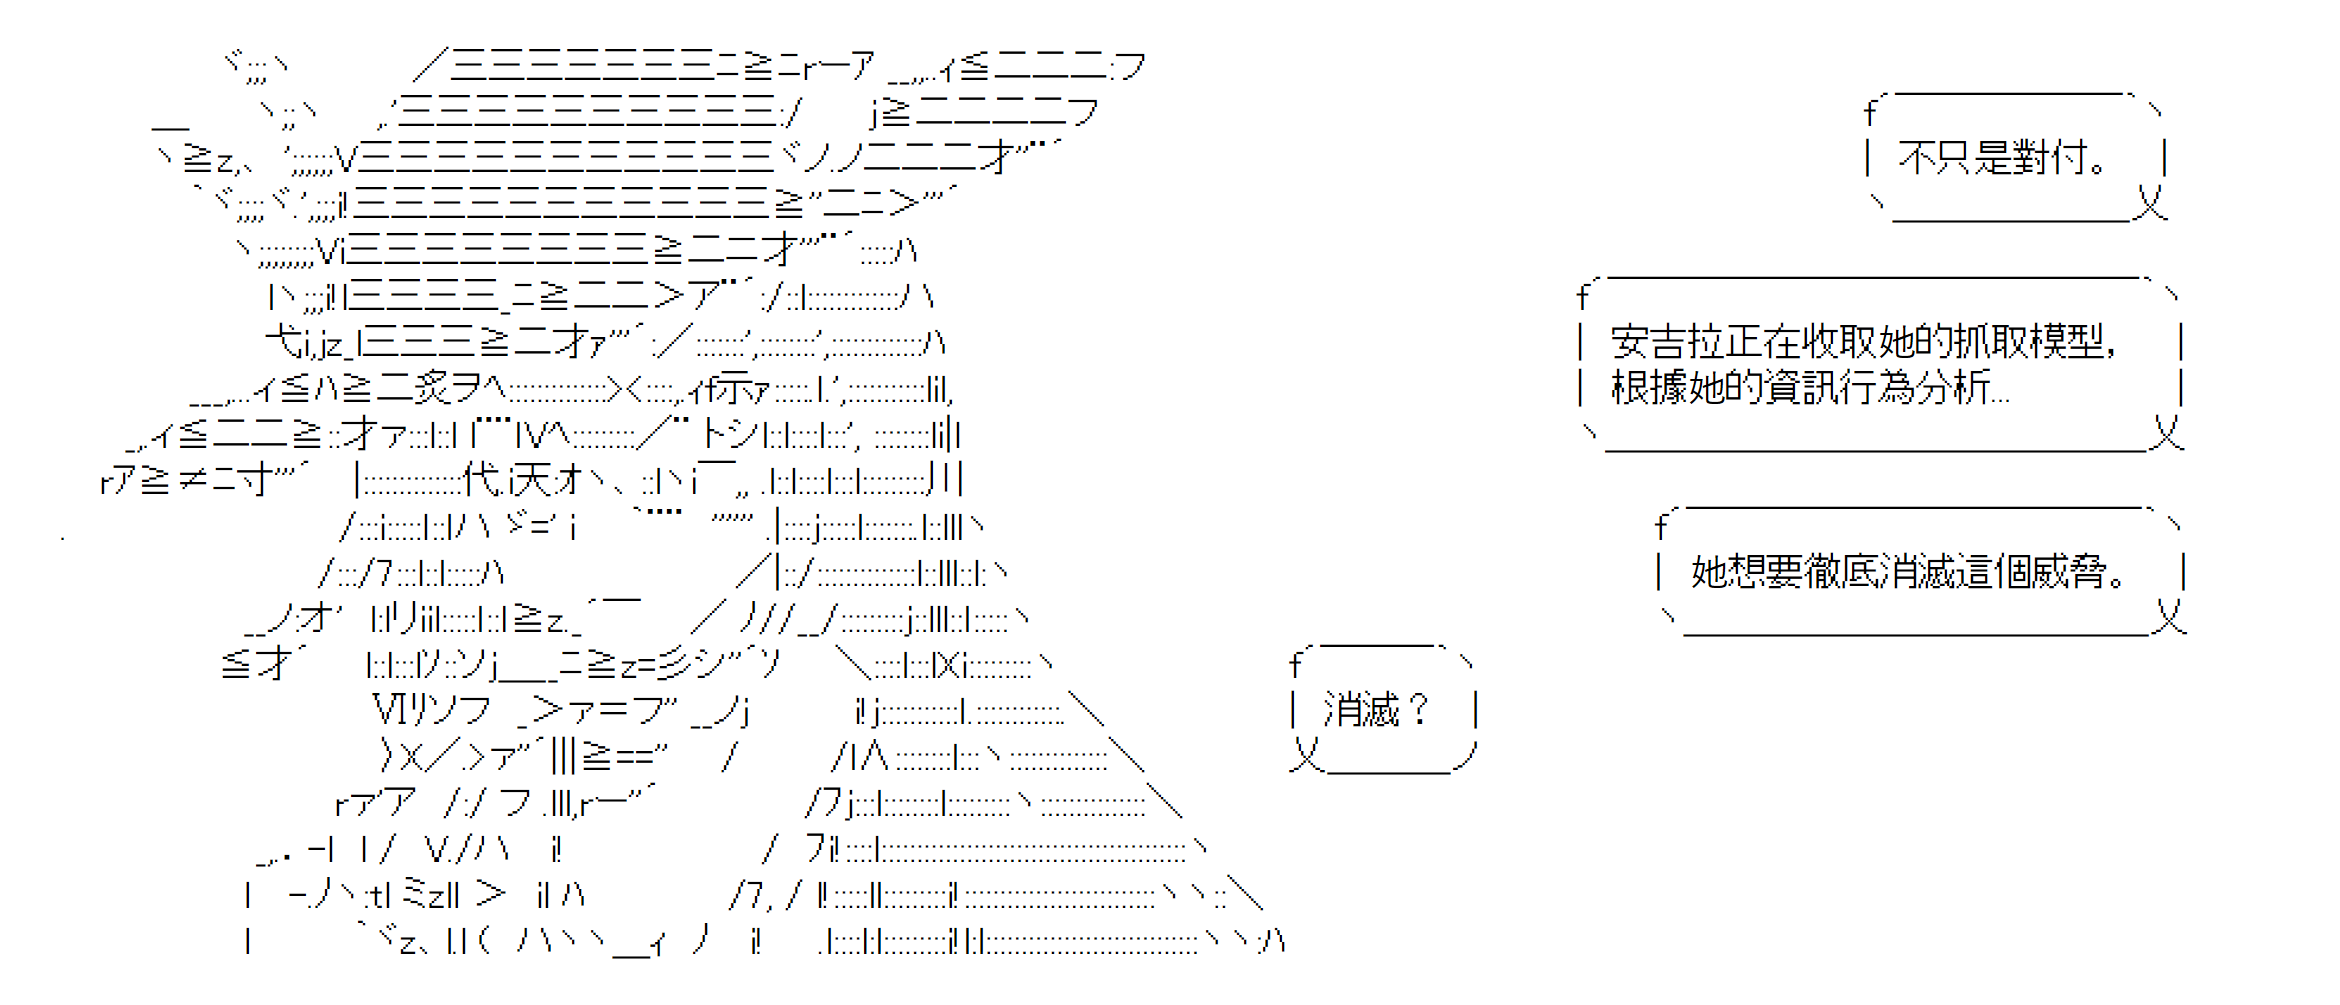 不只是對付。
安吉拉正在收取她的抓取模型，
根據她的資訊行為分析...
她想要徹底消滅這個威脅。
消滅？